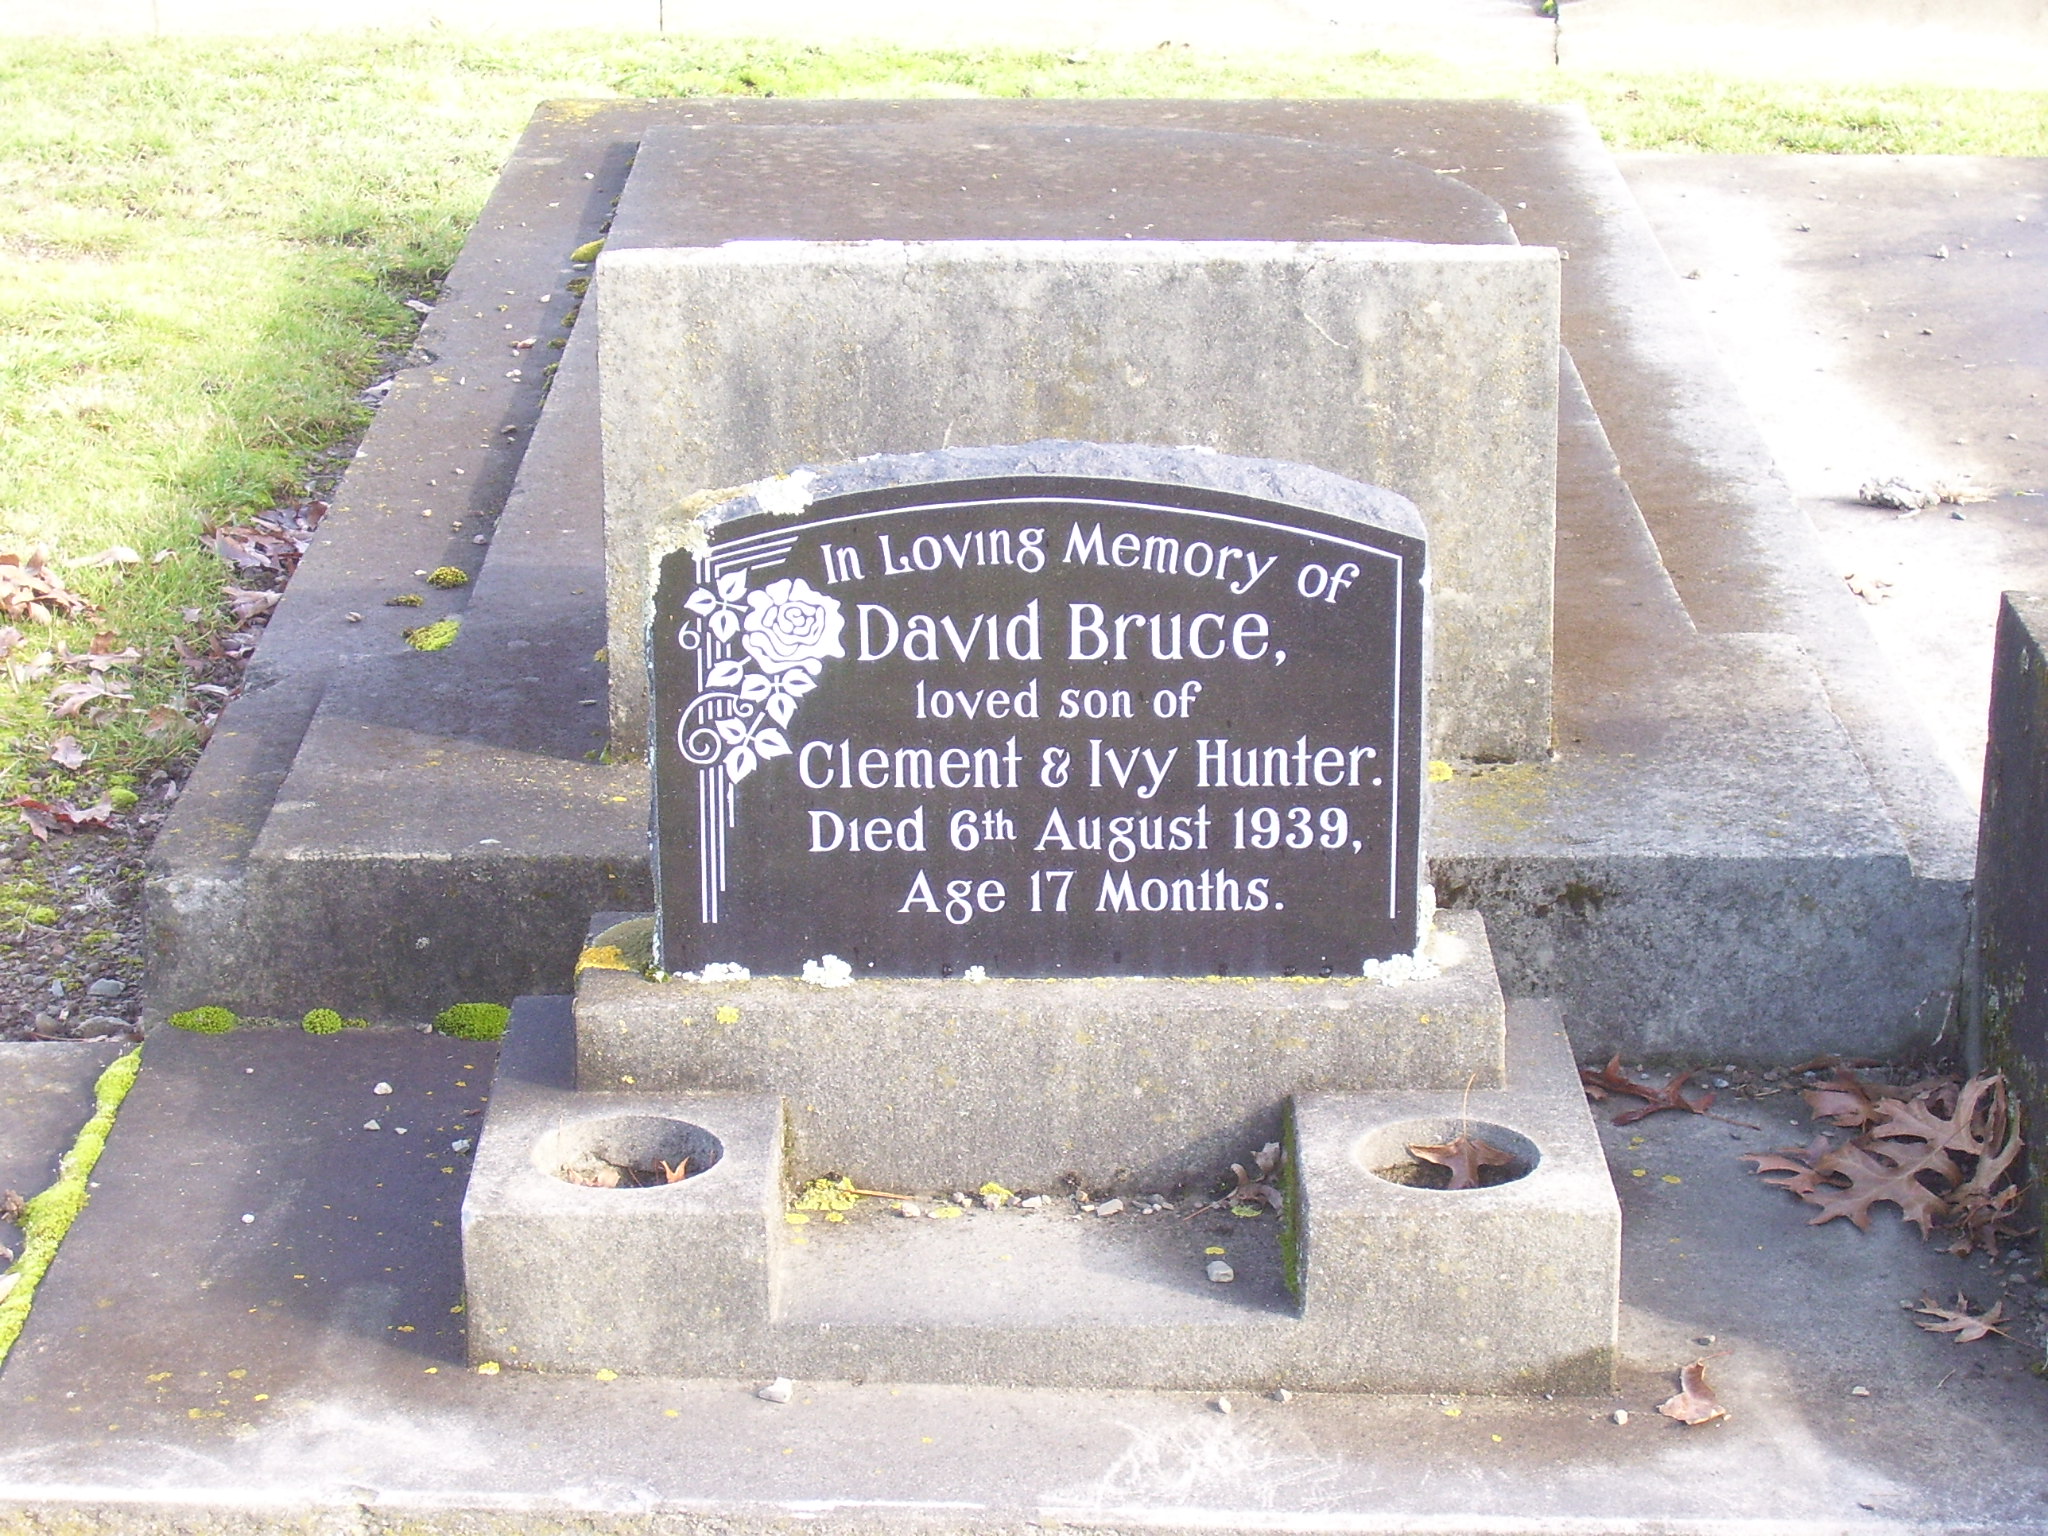 In Loving Memory of
David Bruce,
loved son of
Clement & Ivy Hunter.
Died 6th August 1939,
Age 17 Months.